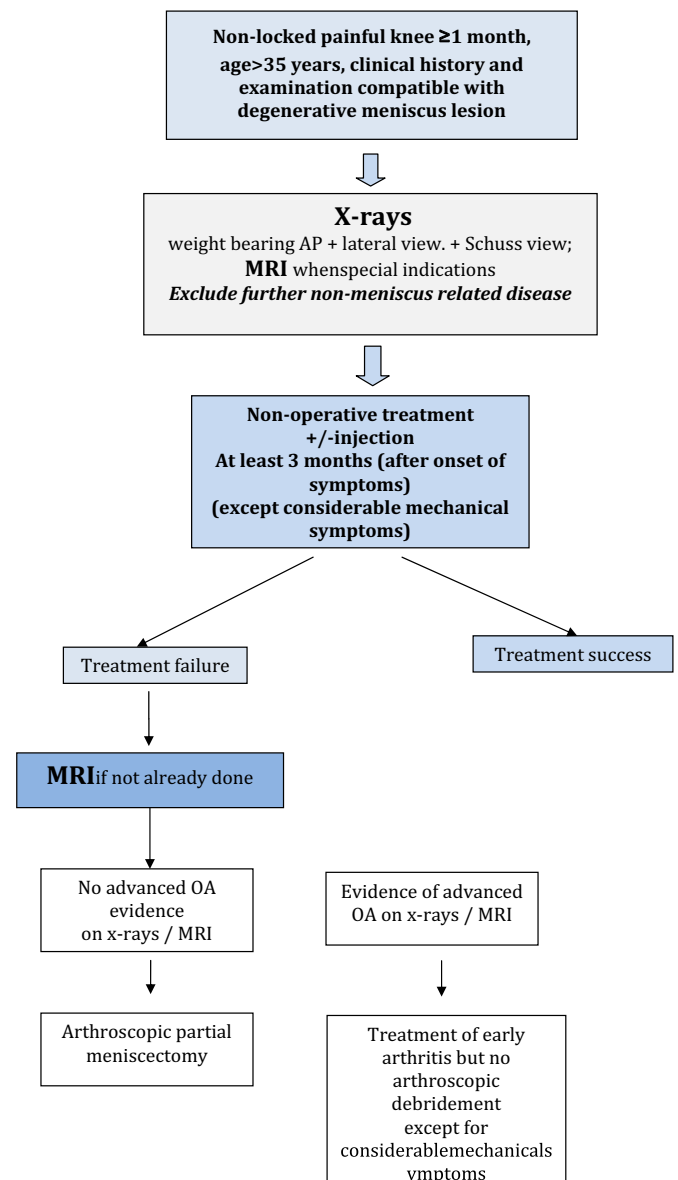 Non-locked painful knee ≥1 month,
age>35 years, clinical history and
examination compatible with
degenerative meniscus lesion
X-rays
weight bearing AP + lateral view. + Schuss view;
MRI whenspecial indications
Exclude further non-meniscus related disease
Non-operative treatment
+/-injection
At least 3 months (after onset of
symptoms)
(except considerable mechanical
symptoms)
Treatment failure
Treatment success
MRIif not already done
No advanced OA
evidence
on x-rays / MRI
Evidence of advanced
OA on x-rays / MRI
Arthroscopic partial
meniscectomy
Treatment of early
arthritis but no
arthroscopic
debridement
except for
considerablemechanicals
ymptoms